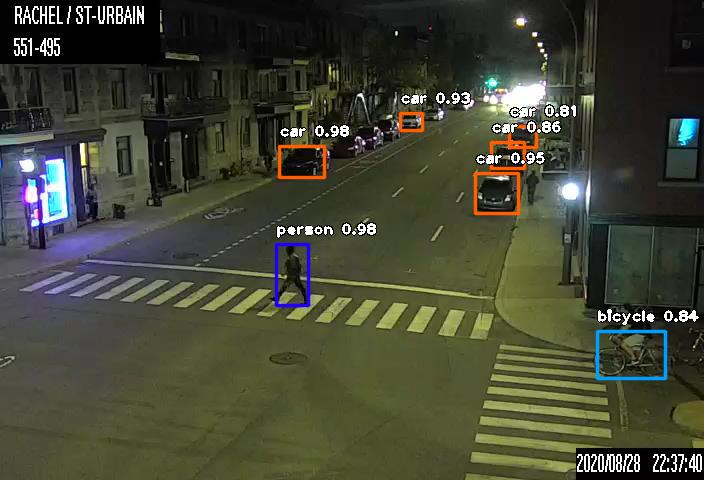 RACHEL / ST-URBAIN
551-495
car 0.93
car 0.81
car 0.98
car 0.86
car 0.95
person 0.98
bicycle 0.84
2020/08/28 22:37:40